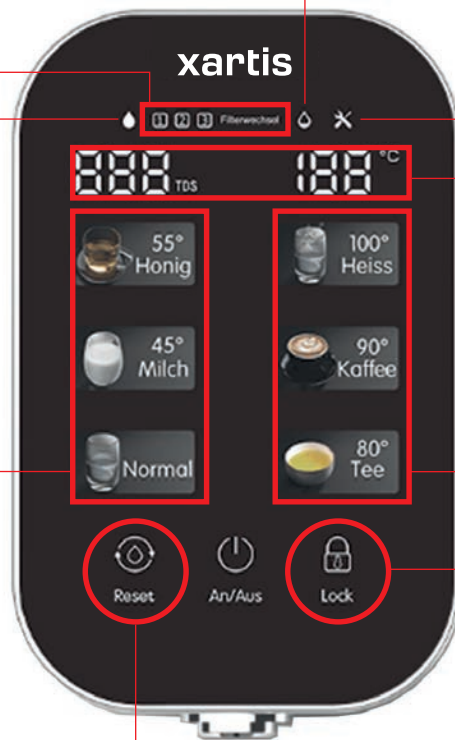 xartis
1 2 3 Filterwechsel
888 TDS 188 °C
55°
Honig
100°
Heiss
45°
Milch
90°
Kaffee
Normal
80°
Tee
Reset
An/Aus
Lock